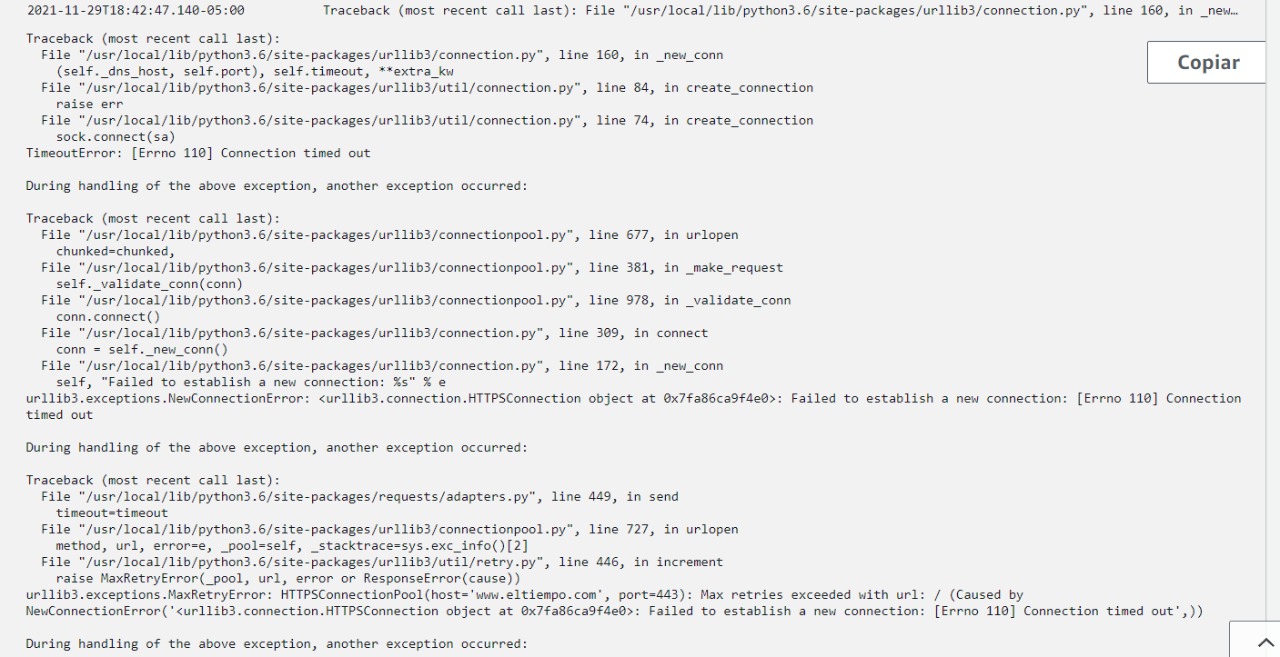 2021-11-29T18:42:47.140-05:00 Traceback (most recent call last): File "/usr/local/lib/python3.6/site-packages/urllib3/connection.py", line 160, in _new…
Traceback (most recent call last):
  File "/usr/local/lib/python3.6/site-packages/urllib3/connection.py", line 160, in _new_conn
    (self._dns_host, self.port), self.timeout, **extra_kw
  File "/usr/local/lib/python3.6/site-packages/urllib3/util/connection.py", line 84, in create_connection
    raise err
  File "/usr/local/lib/python3.6/site-packages/urllib3/util/connection.py", line 74, in create_connection
    sock.connect(sa)
TimeoutError: [Errno 110] Connection timed out
Copiar
During handling of the above exception, another exception occurred:
Traceback (most recent call last):
  File "/usr/local/lib/python3.6/site-packages/urllib3/connectionpool.py", line 677, in urlopen
    chunked=chunked,
  File "/usr/local/lib/python3.6/site-packages/urllib3/connectionpool.py", line 381, in _make_request
    self._validate_conn(conn)
  File "/usr/local/lib/python3.6/site-packages/urllib3/connectionpool.py", line 978, in _validate_conn
    conn.connect()
  File "/usr/local/lib/python3.6/site-packages/urllib3/connection.py", line 309, in connect
    conn = self._new_conn()
  File "/usr/local/lib/python3.6/site-packages/urllib3/connection.py", line 172, in _new_conn
    self, "Failed to establish a new connection: %s" % e
urllib3.exceptions.NewConnectionError: <urllib3.connection.HTTPSConnection object at 0x7fa86ca9f4e0>: Failed to establish a new connection: [Errno 110] Connection
timed out
During handling of the above exception, another exception occurred:
Traceback (most recent call last):
  File "/usr/local/lib/python3.6/site-packages/requests/adapters.py", line 449, in send
    timeout=timeout
  File "/usr/local/lib/python3.6/site-packages/urllib3/connectionpool.py", line 727, in urlopen
    method, url, error=e, _pool=self, _stacktrace=sys.exc_info()[2]
  File "/usr/local/lib/python3.6/site-packages/urllib3/util/retry.py", line 446, in increment
    raise MaxRetryError(_pool, url, error or ResponseError(cause))
urllib3.exceptions.MaxRetryError: HTTPSConnectionPool(host='www.eltiempo.com', port=443): Max retries exceeded with url: / (Caused by
NewConnectionError('<urllib3.connection.HTTPSConnection object at 0x7fa86ca9f4e0>: Failed to establish a new connection: [Errno 110] Connection timed out',))
During handling of the above exception, another exception occurred: